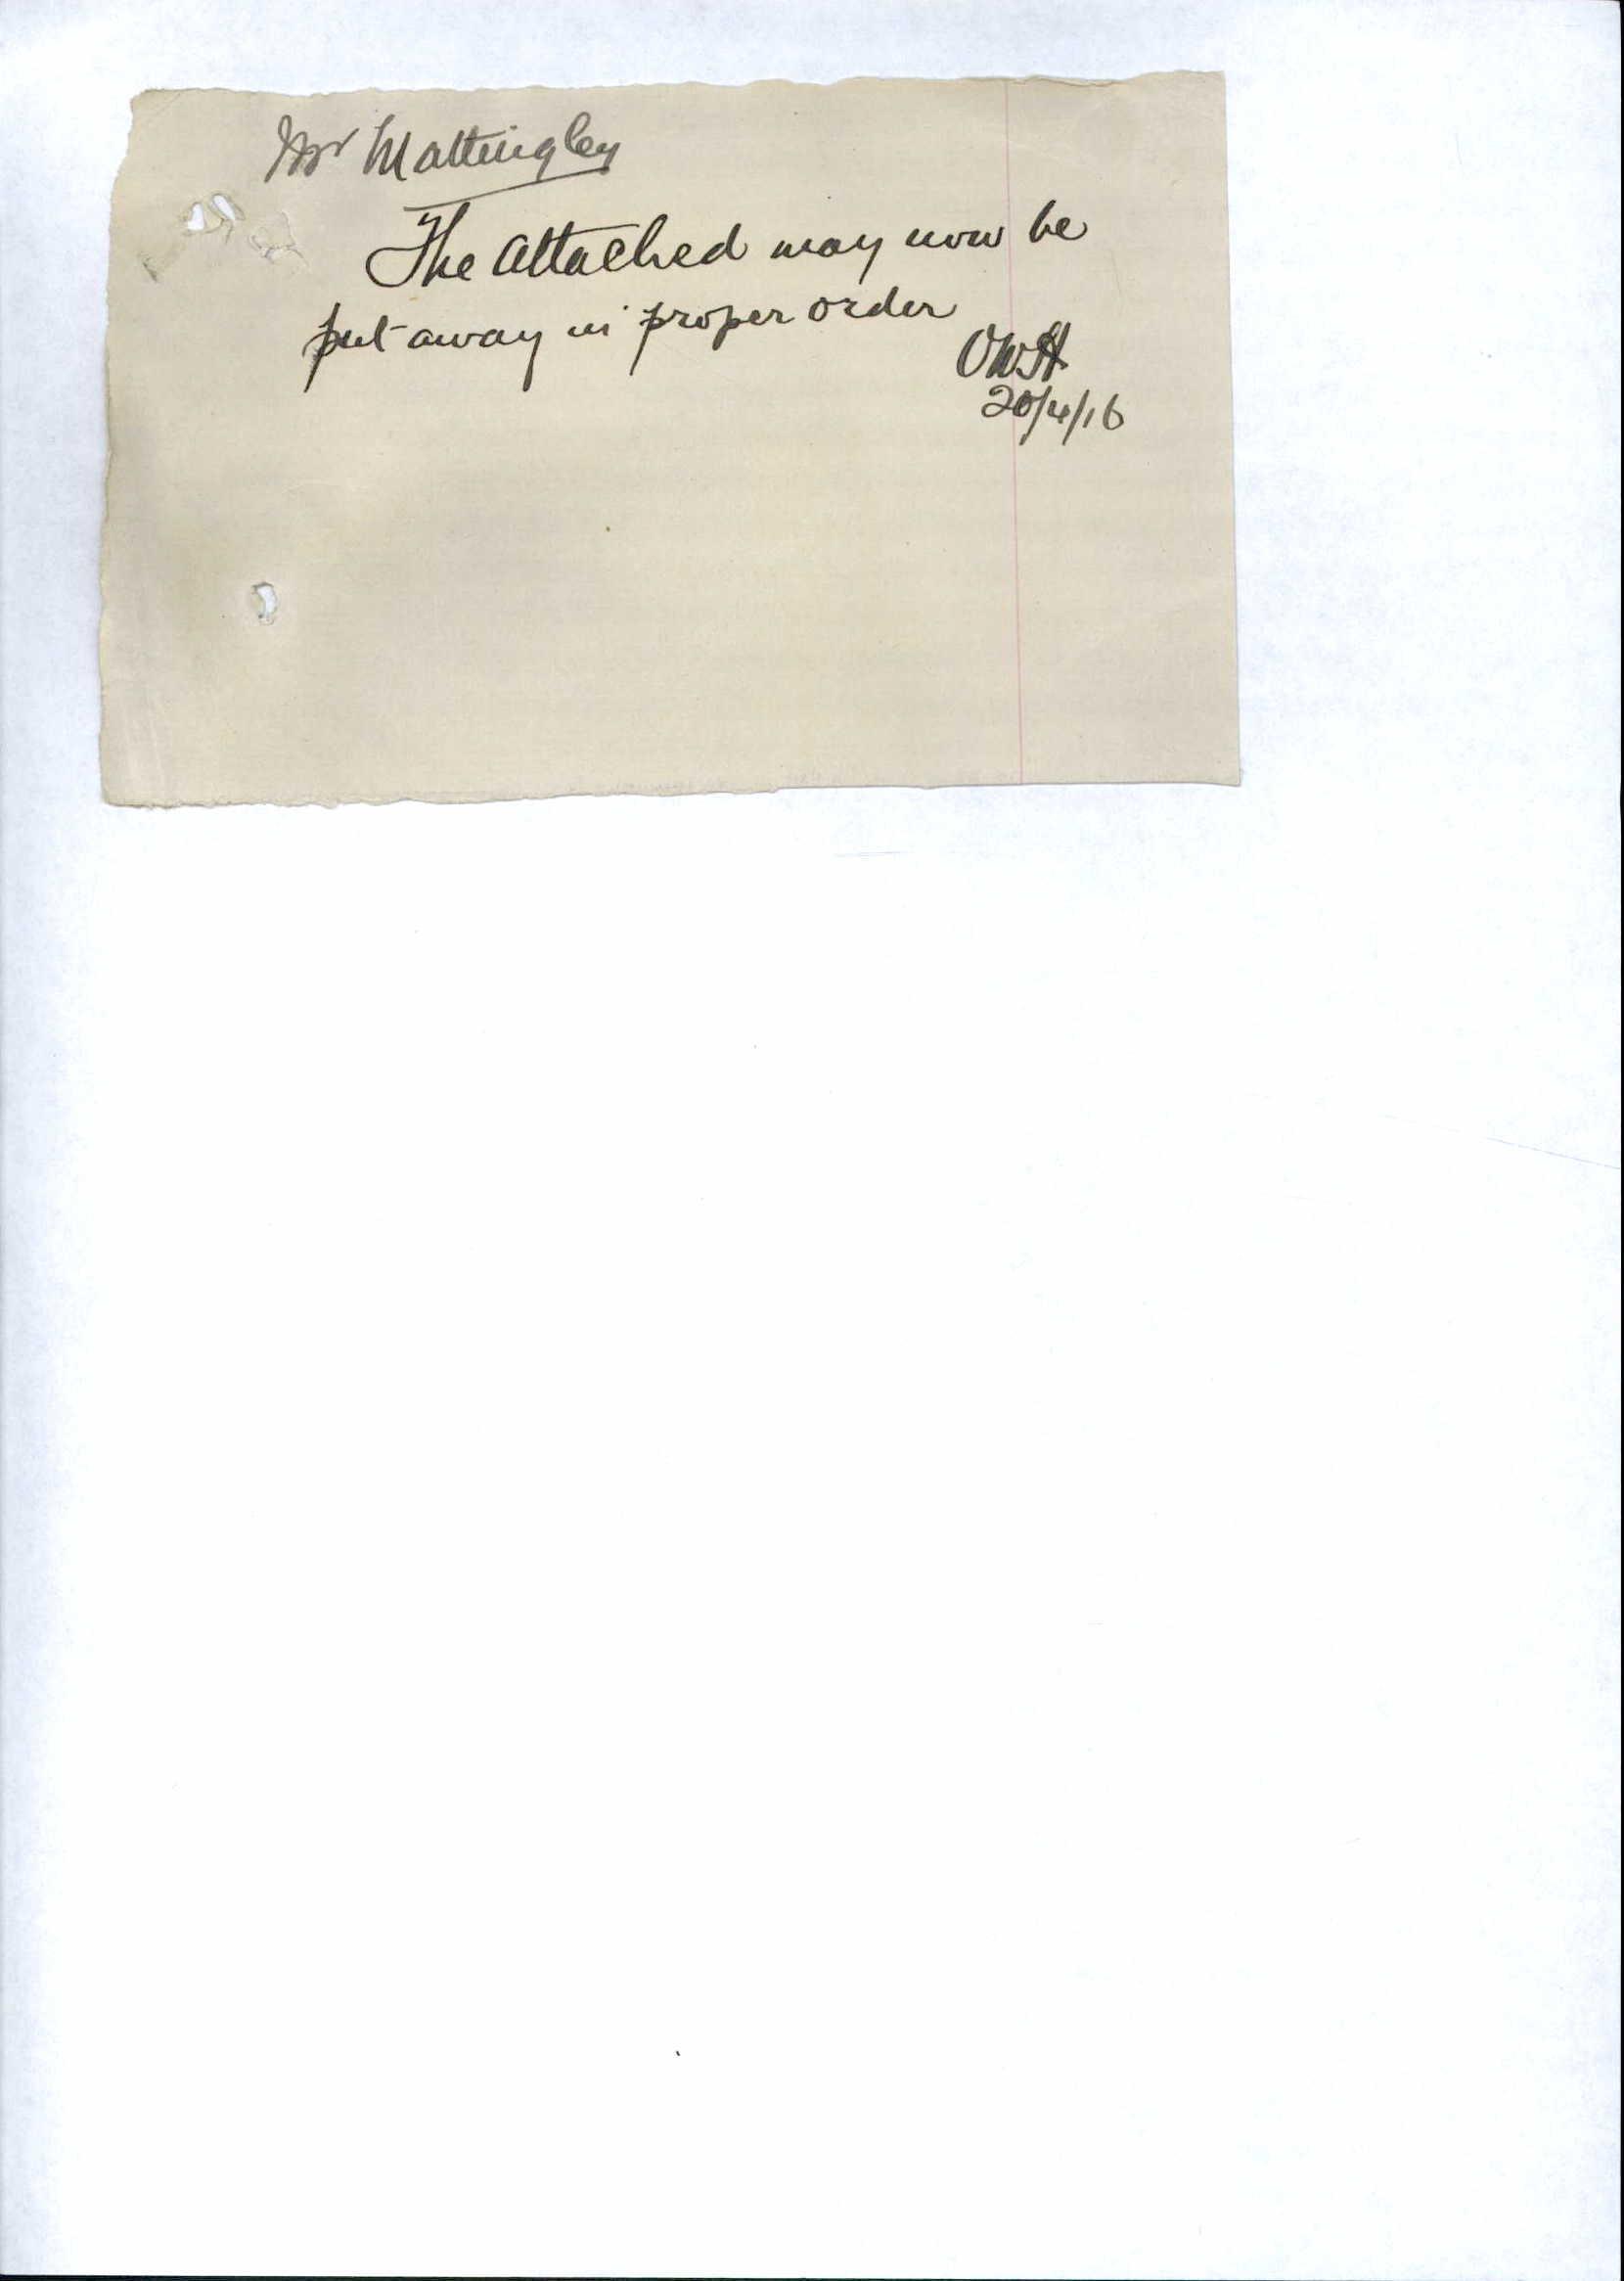 Mr Mattingley
The attached may now be
put away in proper order
OWH
20/4/16